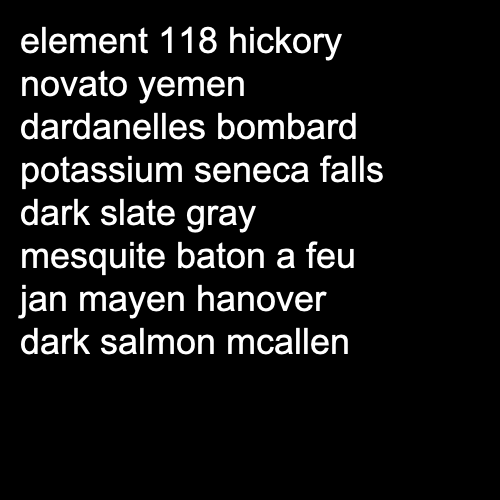 element 118 hickory
novato yemen
dardanelles bombard
potassium seneca falls
dark slate gray
mesquite baton a feu
jan mayen hanover
dark salmon mcallen